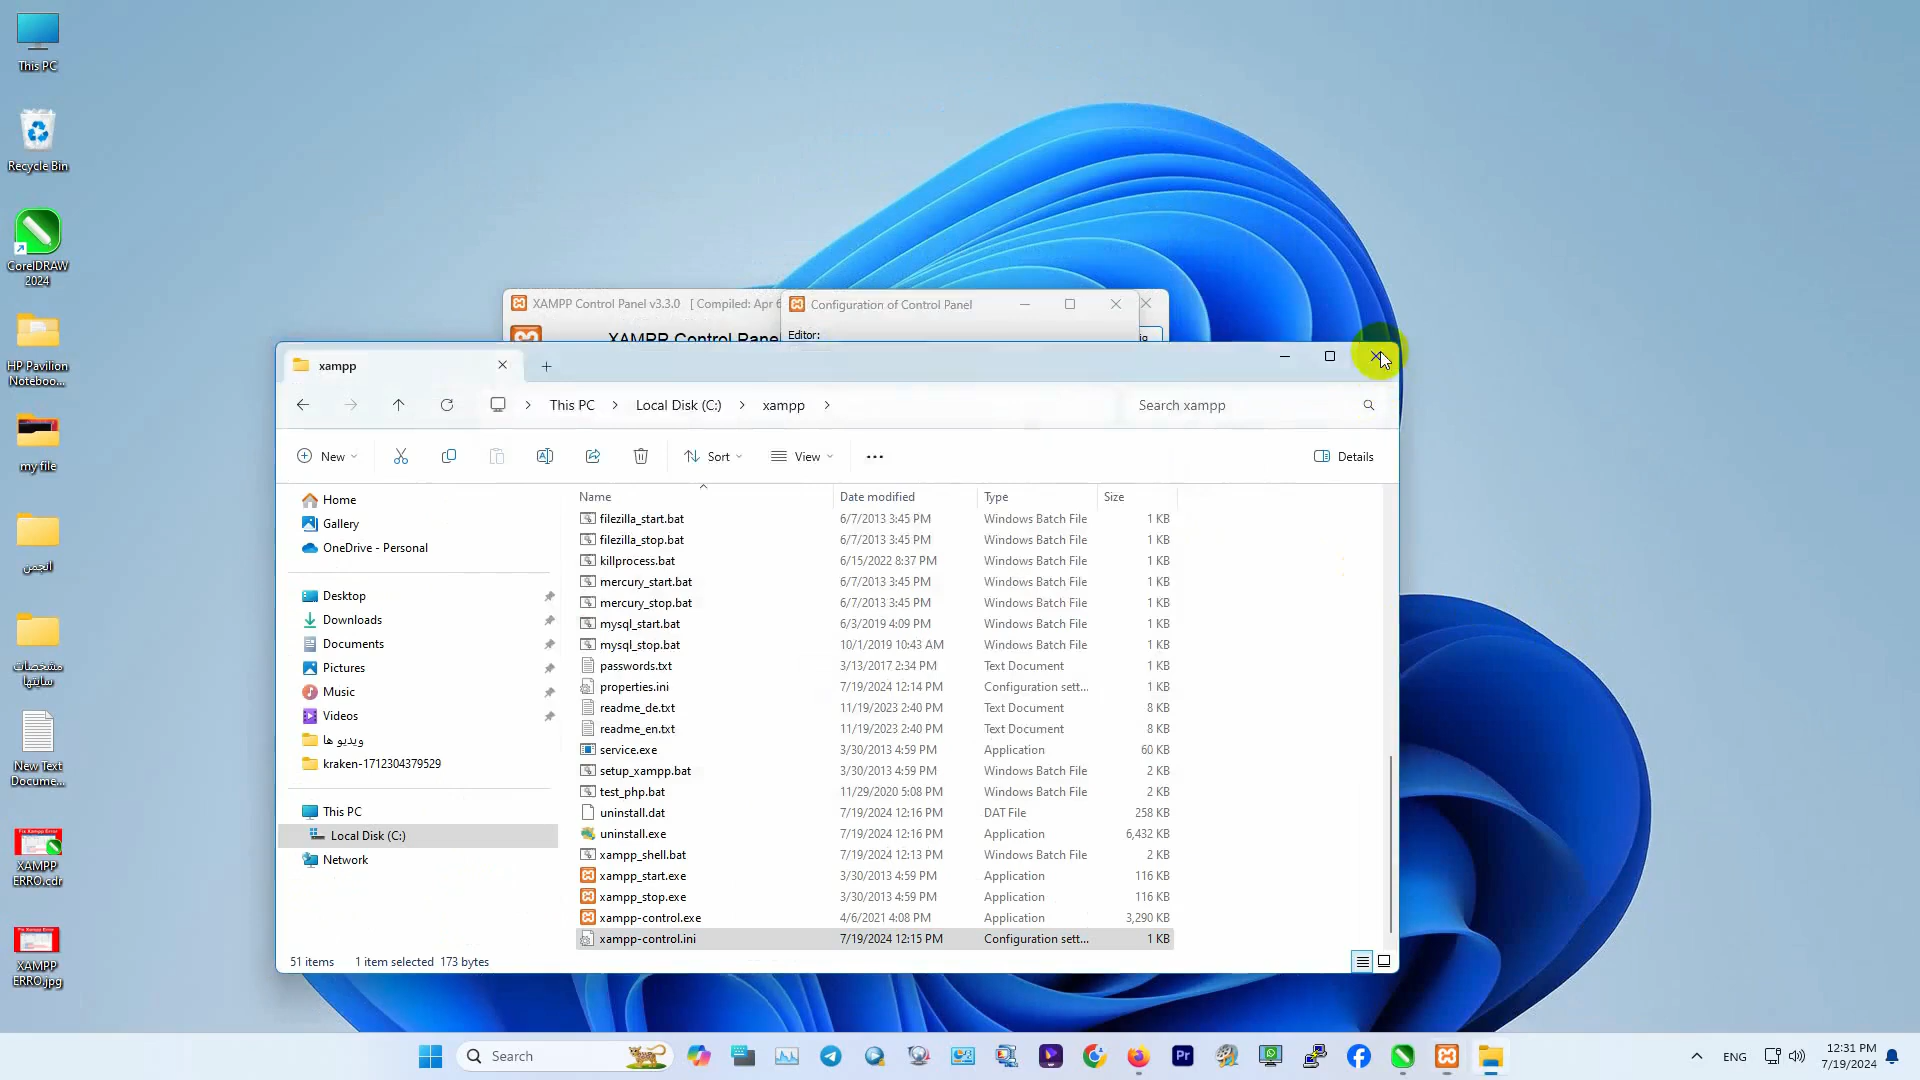 This PC
Recycle Bin
CorelDRAW
2024
HP Pavilion
Noteboo...
my file
انجمن
مشخصات
سایتها
New Text
Docume...
XAMPP
ERRO.cdr
XAMPP
ERRO.jpg
XAMPP Control Panel v3.3.0 [ Compiled: Apr 6
XAMPP Control Pane
Configuration of Control Panel
Editor:
xampp
This PC > Local Disk (C:) > xampp >
Search xampp
New
Sort
View
Details
Home
Gallery
OneDrive - Personal
Desktop
Downloads
Documents
Pictures
Music
Videos
ویدیو ها
kraken-1712304379529
This PC
Local Disk (C:)
Network
Name Date modified Type Size
filezilla_start.bat 6/7/2013 3:45 PM Windows Batch File 1 KB
filezilla_stop.bat 6/7/2013 3:45 PM Windows Batch File 1 KB
killprocess.bat 6/15/2022 8:37 PM Windows Batch File 1 KB
mercury_start.bat 6/7/2013 3:45 PM Windows Batch File 1 KB
mercury_stop.bat 6/7/2013 3:45 PM Windows Batch File 1 KB
mysql_start.bat 6/3/2019 4:09 PM Windows Batch File 1 KB
mysql_stop.bat 10/1/2019 10:43 AM Windows Batch File 1 KB
passwords.txt 3/13/2017 2:34 PM Text Document 1 KB
properties.ini 7/19/2024 12:14 PM Configuration sett... 1 KB
readme_de.txt 11/19/2023 2:40 PM Text Document 8 KB
readme_en.txt 11/19/2023 2:40 PM Text Document 8 KB
service.exe 3/30/2013 4:59 PM Application 60 KB
setup_xampp.bat 3/30/2013 4:59 PM Windows Batch File 2 KB
test_php.bat 11/29/2020 5:08 PM Windows Batch File 2 KB
uninstall.dat 7/19/2024 12:16 PM DAT File 258 KB
uninstall.exe 7/19/2024 12:16 PM Application 6,432 KB
xampp_shell.bat 7/19/2024 12:13 PM Windows Batch File 2 KB
xampp_start.exe 3/30/2013 4:59 PM Application 116 KB
xampp_stop.exe 3/30/2013 4:59 PM Application 116 KB
xampp-control.exe 4/6/2021 4:08 PM Application 3,290 KB
xampp-control.ini 7/19/2024 12:15 PM Configuration sett... 1 KB
51 items 1 item selected 173 bytes
Search
Pr
ENG
12:31 PM
7/19/2024